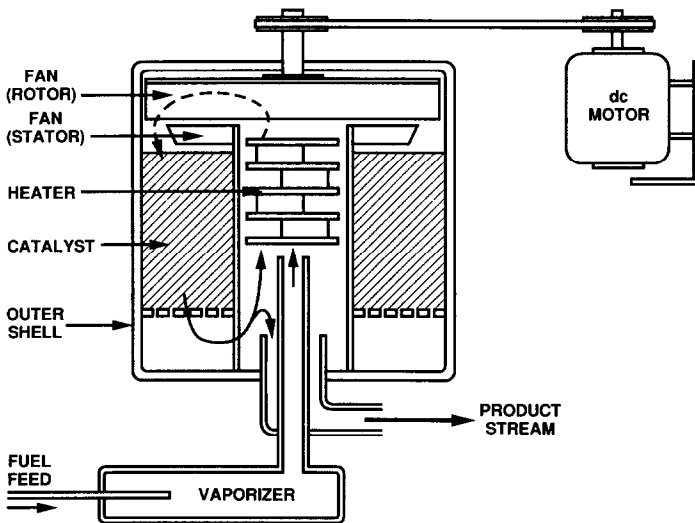 FAN
(ROTOR)
FAN
(STATOR)
HEATER
CATALYST
OUTER
SHELL
FUEL
FEED
VAPORIZER
PRODUCT
STREAM
dc
MOTOR